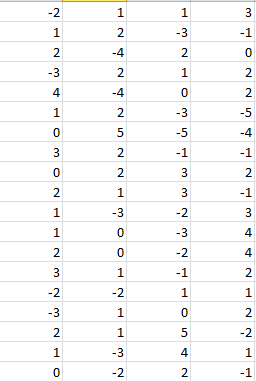 -2 1 1 3
1 2 -3 -1
2 -4 2 0
-3 2 1 2
4 -4 0 2
1 2 -3 -5
0 5 -5 -4
3 2 -1 -1
0 2 3 2
2 1 3 -1
1 -3 -2 3
1 0 -3 4
2 0 -2 4
3 1 -1 2
-2 -2 1 1
-3 1 0 2
2 1 5 -2
1 -3 4 1
0 -2 2 -1